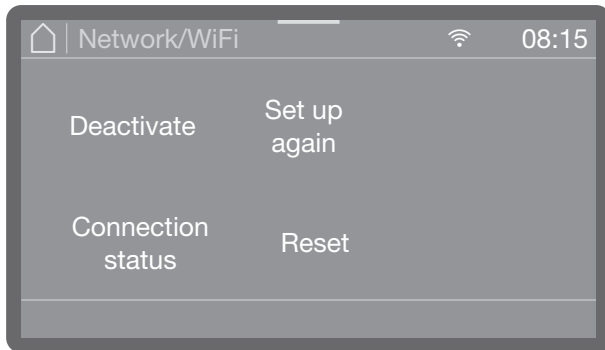 Network/WiFi 08:15
Deactivate
Set up
again
Connection
status
Reset